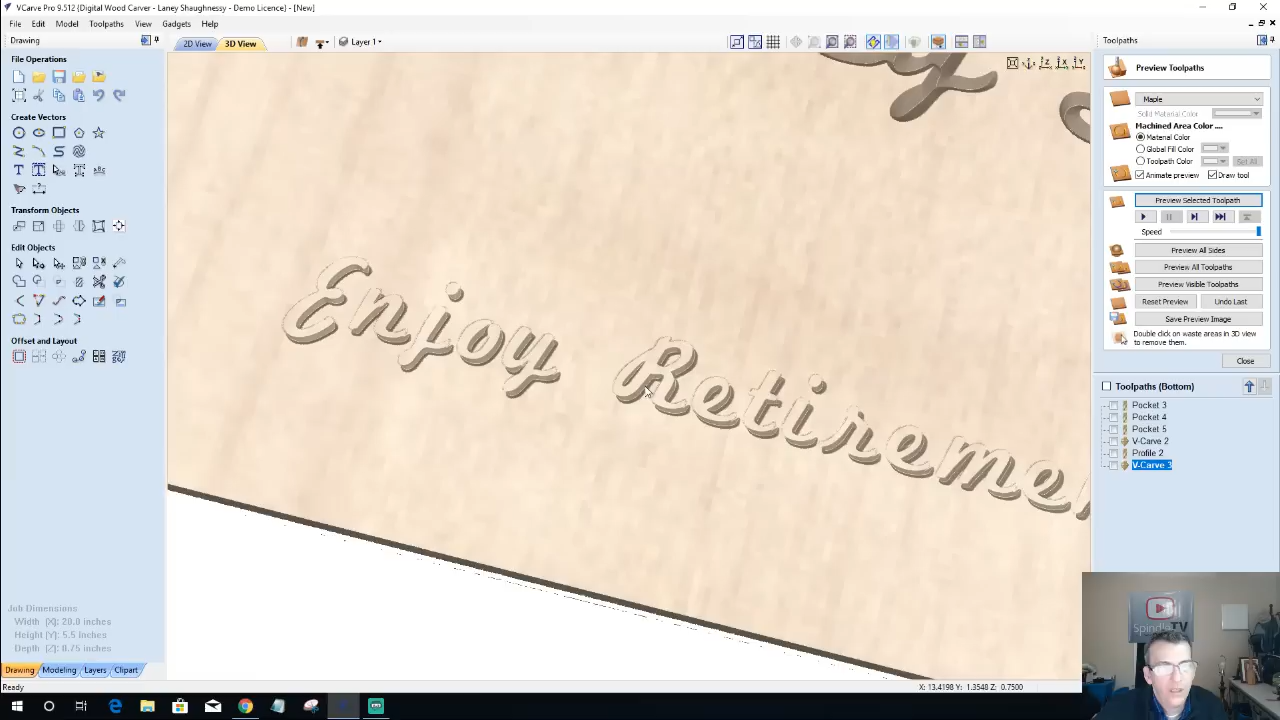 VCarve Pro 9.512 {Digital Wood Carver - Laney Shaughnessy - Demo Licence} - [New]
File Edit Model Toolpaths View Gadgets Help
Drawing
2D View 3D View Layer 1
Toolpaths
File Operations
Create Vectors
Transform Objects
Edit Objects
Offset and Layout
Job Dimensions
Width (X): 20.0 inches
Height (Y): 5.5 inches
Depth (Z): 0.75 inches
Drawing Modeling Layers Clipart
Ready
X: 13.4198 Y: 1.3548 Z: 0.7500
Enjoy Retireme
Preview Toolpaths
Maple
Solid Material Color
Machined Area Color ....
Material Color
Global Fill Color
Toolpath Color Set All
Animate preview Draw tool
Preview Selected Toolpath
Speed
Preview All Sides
Preview All Toolpaths
Preview Visible Toolpaths
Reset Preview Undo Last
Save Preview Image
Double click on waste areas in 3D view
to remove them.
Close
Toolpaths (Bottom)
Pocket 3
Pocket 4
Pocket 5
V-Carve 2
Profile 2
V-Carve 3